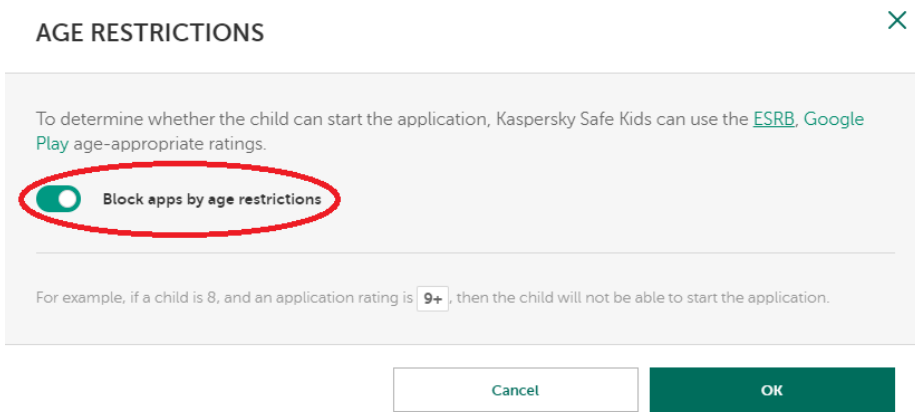 AGE RESTRICTIONS
To determine whether the child can start the application, Kaspersky Safe Kids can use the ESRB, Google
Play age-appropriate ratings.
Block apps by age restrictions
For example, if a child is 8, and an application rating is 9+, then the child will not be able to start the application.
Cancel
OK